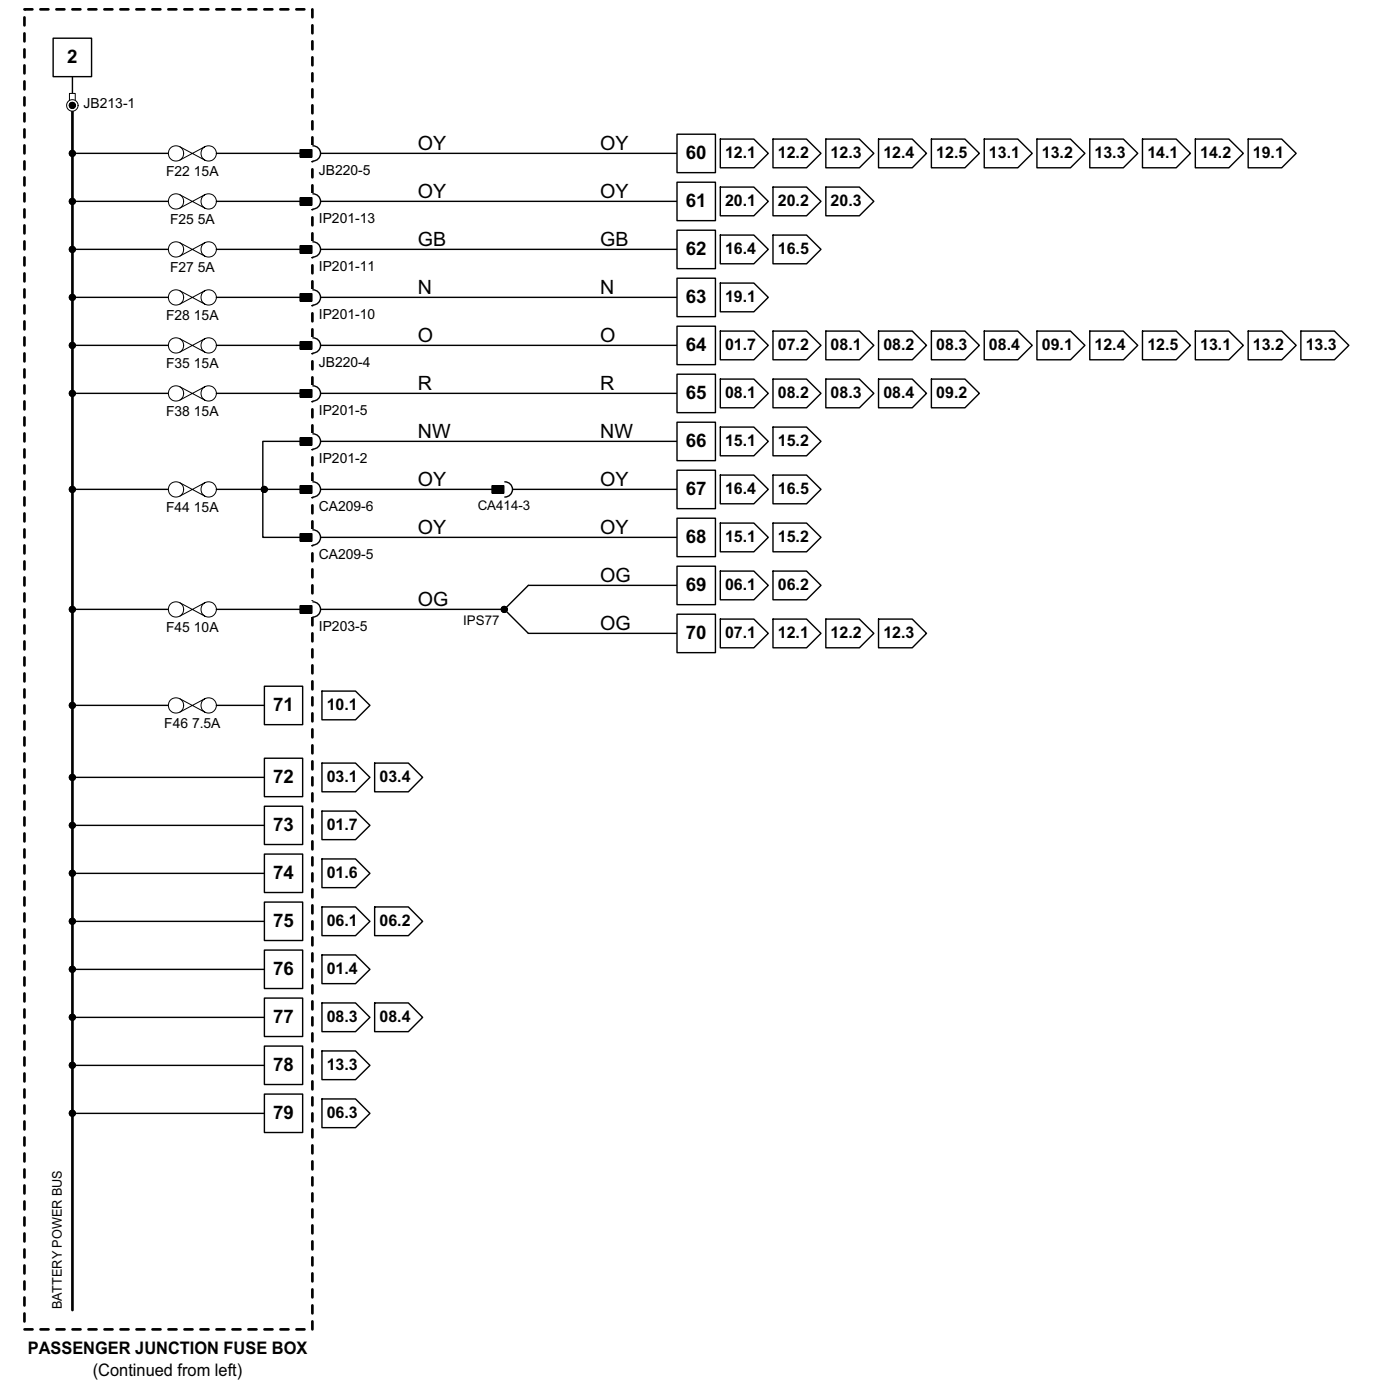 2
JB213-1
OY OY 60 12.1 12.2 12.3 12.4 12.5 13.1 13.2 13.3 14.1 14.2 19.1
F22 15A JB220-5
OY OY 61 20.1 20.2 20.3
F25 5A IP201-13
GB GB 62 16.4 16.5
F27 5A IP201-11
N N 63 19.1
F28 15A IP201-10
O O 64 01.7 07.2 08.1 08.2 08.3 08.4 09.1 12.4 12.5 13.1 13.2 13.3
F35 15A JB220-4
R R 65 08.1 08.2 08.3 08.4 09.2
F38 15A IP201-5
NW NW 66 15.1 15.2
IP201-2
OY OY 67 16.4 16.5
F44 15A CA209-6 CA414-3
OY OY 68 15.1 15.2
CA209-5
OG 69 06.1 06.2
OG
F45 10A IP203-5 IPS77
OG 70 07.1 12.1 12.2 12.3
71 10.1
F46 7.5A
72 03.1 03.4
73 01.7
74 01.6
75 06.1 06.2
76 01.4
77 08.3 08.4
78 13.3
79 06.3
BATTERY POWER BUS
PASSENGER JUNCTION FUSE BOX
(Continued from left)